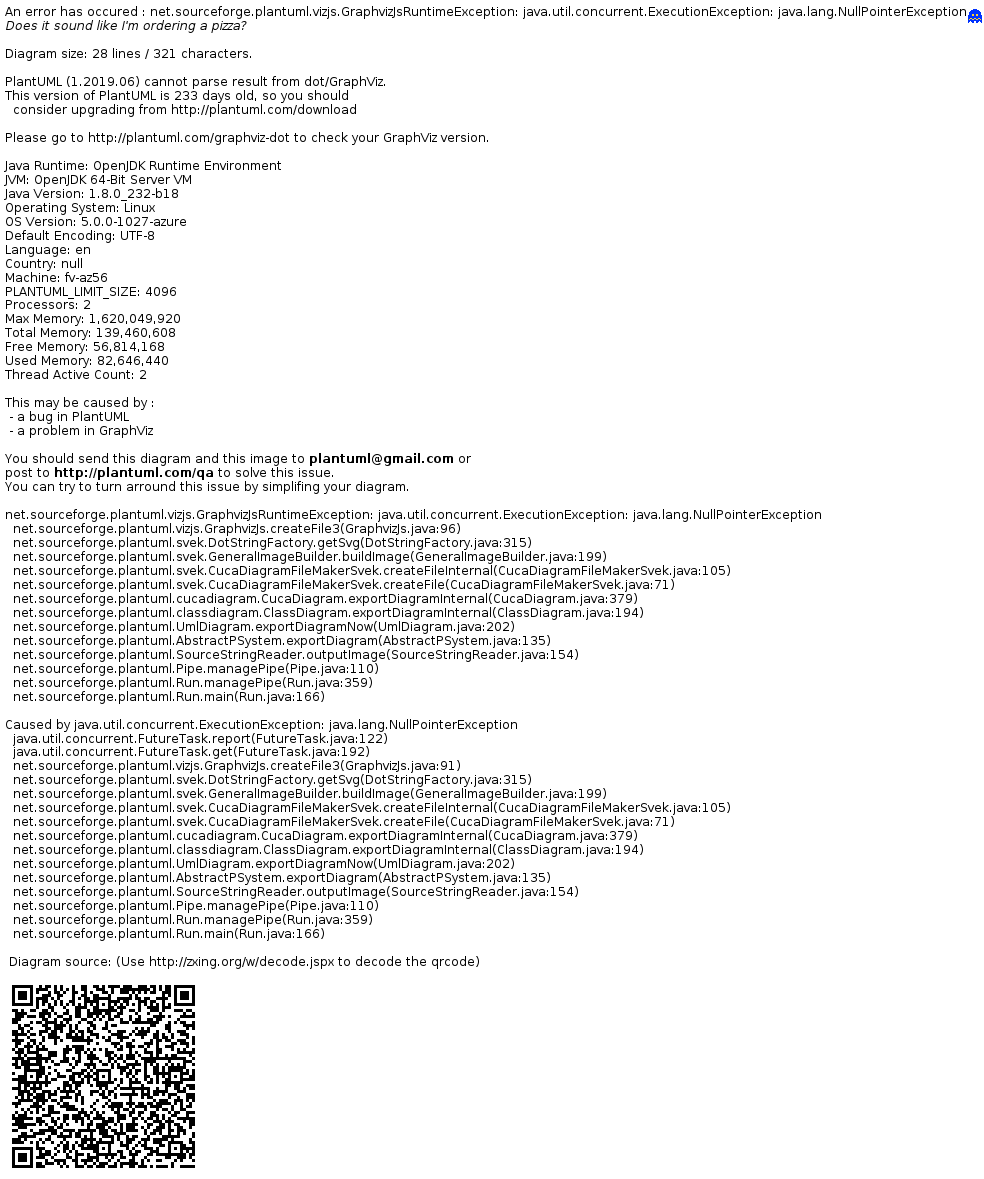 An error has occured : net.sourceforge.plantuml.vizjs.GraphvizJsRuntimeException: java.util.concurrent.ExecutionException: java.lang.NullPointerException
Does it sound like I'm ordering a pizza?
Diagram size: 28 lines / 321 characters.
PlantUML (1.2019.06) cannot parse result from dot/GraphViz.
This version of PlantUML is 233 days old, so you should
consider upgrading from http://plantuml.com/download
Please go to http://plantuml.com/graphviz-dot to check your GraphViz version.
Java Runtime: OpenJDK Runtime Environment
JVM: OpenJDK 64-Bit Server VM
Java Version: 1.8.0_232-b18
Operating System: Linux
OS Version: 5.0.0-1027-azure
Default Encoding: UTF-8
Language: en
Country: null
Machine: fv-az56
PLANTUML_LIMIT_SIZE: 4096
Processors: 2
Max Memory: 1,620,049,920
Total Memory: 139,460,608
Free Memory: 56,814,168
Used Memory: 82,646,440
Thread Active Count: 2
This may be caused by :
- a bug in PlantUML
- a problem in GraphViz
You should send this diagram and this image to plantuml@gmail.com or
post to http://plantuml.com/qa to solve this issue.
You can try to turn arround this issue by simplifing your diagram.
net.sourceforge.plantuml.vizjs.GraphvizJsRuntimeException: java.util.concurrent.ExecutionException: java.lang.NullPointerException
net.sourceforge.plantuml.vizjs.GraphvizJs.createFile3(GraphvizJs.java:96)
net.sourceforge.plantuml.svek.DotStringFactory.getSvg(DotStringFactory.java:315)
net.sourceforge.plantuml.svek.GeneralImageBuilder.buildImage(GeneralImageBuilder.java:199)
net.sourceforge.plantuml.svek.CucaDiagramFileMakerSvek.createFileInternal(CucaDiagramFileMakerSvek.java:105)
net.sourceforge.plantuml.svek.CucaDiagramFileMakerSvek.createFile(CucaDiagramFileMakerSvek.java:71)
net.sourceforge.plantuml.cucadiagram.CucaDiagram.exportDiagramInternal(CucaDiagram.java:379)
net.sourceforge.plantuml.classdiagram.ClassDiagram.exportDiagramInternal(ClassDiagram.java:194)
net.sourceforge.plantuml.UmlDiagram.exportDiagramNow(UmlDiagram.java:202)
net.sourceforge.plantuml.AbstractPSystem.exportDiagram(AbstractPSystem.java:135)
net.sourceforge.plantuml.SourceStringReader.outputImage(SourceStringReader.java:154)
net.sourceforge.plantuml.Pipe.managePipe(Pipe.java:110)
net.sourceforge.plantuml.Run.managePipe(Run.java:359)
net.sourceforge.plantuml.Run.main(Run.java:166)
Caused by java.util.concurrent.ExecutionException: java.lang.NullPointerException
java.util.concurrent.FutureTask.report(FutureTask.java:122)
java.util.concurrent.FutureTask.get(FutureTask.java:192)
net.sourceforge.plantuml.vizjs.GraphvizJs.createFile3(GraphvizJs.java:91)
net.sourceforge.plantuml.svek.DotStringFactory.getSvg(DotStringFactory.java:315)
net.sourceforge.plantuml.svek.GeneralImageBuilder.buildImage(GeneralImageBuilder.java:199)
net.sourceforge.plantuml.svek.CucaDiagramFileMakerSvek.createFileInternal(CucaDiagramFileMakerSvek.java:105)
net.sourceforge.plantuml.svek.CucaDiagramFileMakerSvek.createFile(CucaDiagramFileMakerSvek.java:71)
net.sourceforge.plantuml.cucadiagram.CucaDiagram.exportDiagramInternal(CucaDiagram.java:379)
net.sourceforge.plantuml.classdiagram.ClassDiagram.exportDiagramInternal(ClassDiagram.java:194)
net.sourceforge.plantuml.UmlDiagram.exportDiagramNow(UmlDiagram.java:202)
net.sourceforge.plantuml.AbstractPSystem.exportDiagram(AbstractPSystem.java:135)
net.sourceforge.plantuml.SourceStringReader.outputImage(SourceStringReader.java:154)
net.sourceforge.plantuml.Pipe.managePipe(Pipe.java:110)
net.sourceforge.plantuml.Run.managePipe(Run.java:359)
net.sourceforge.plantuml.Run.main(Run.java:166)
Diagram source: (Use http://zxing.org/w/decode.jspx to decode the qrcode)